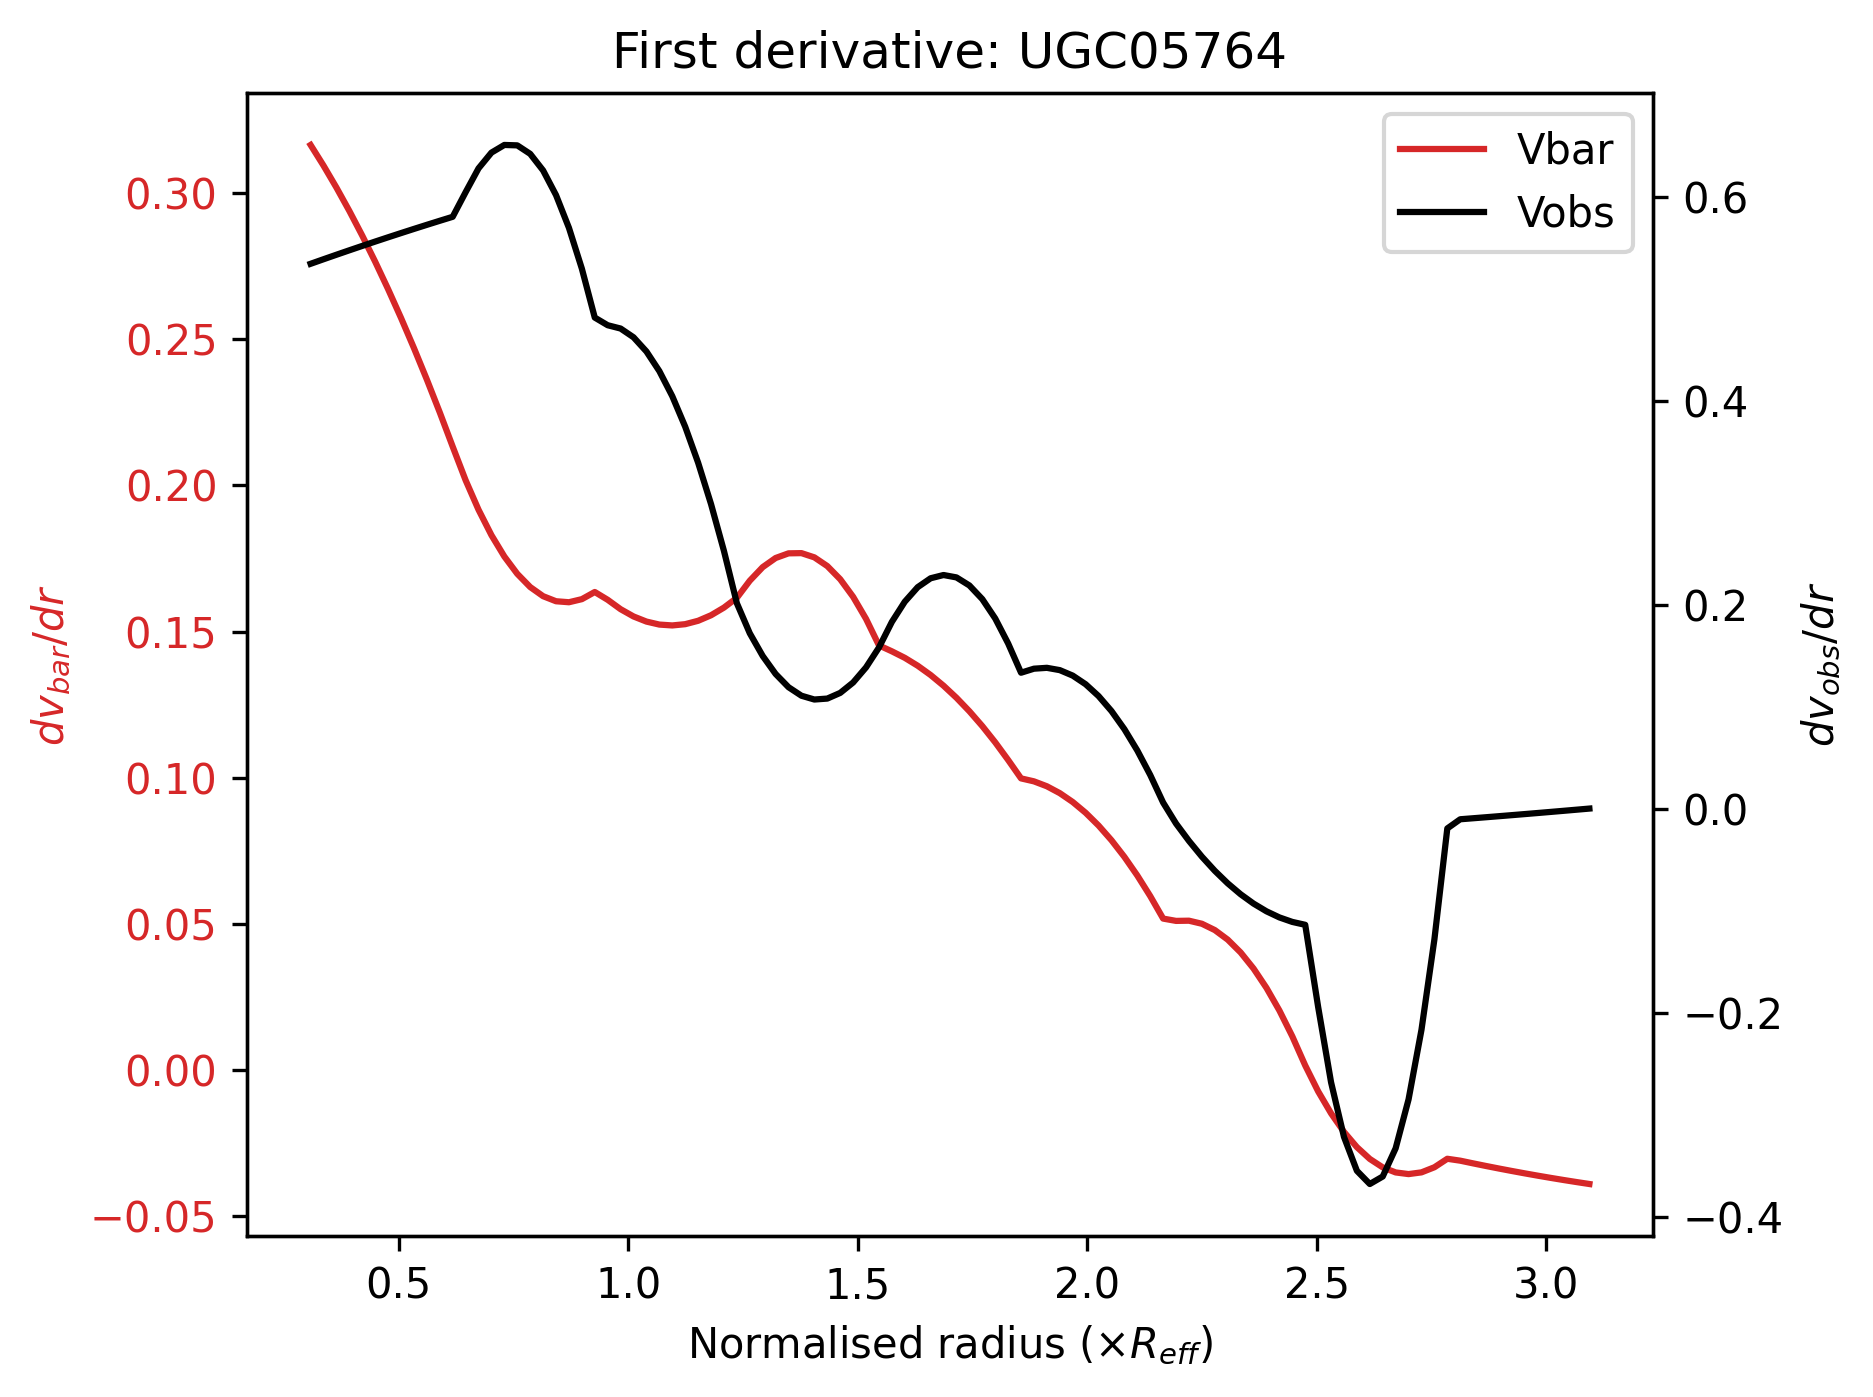 First derivative: UGC05764
Vbar
Vobs
0.30
0.25
0.20
0.15
0.10
0.05
0.00
−0.05
dv_bar/dr
0.6
0.4
0.2
0.0
−0.2
−0.4
dv_obs/dr
0.5 1.0 1.5 2.0 2.5 3.0
Normalised radius (×R_eff)